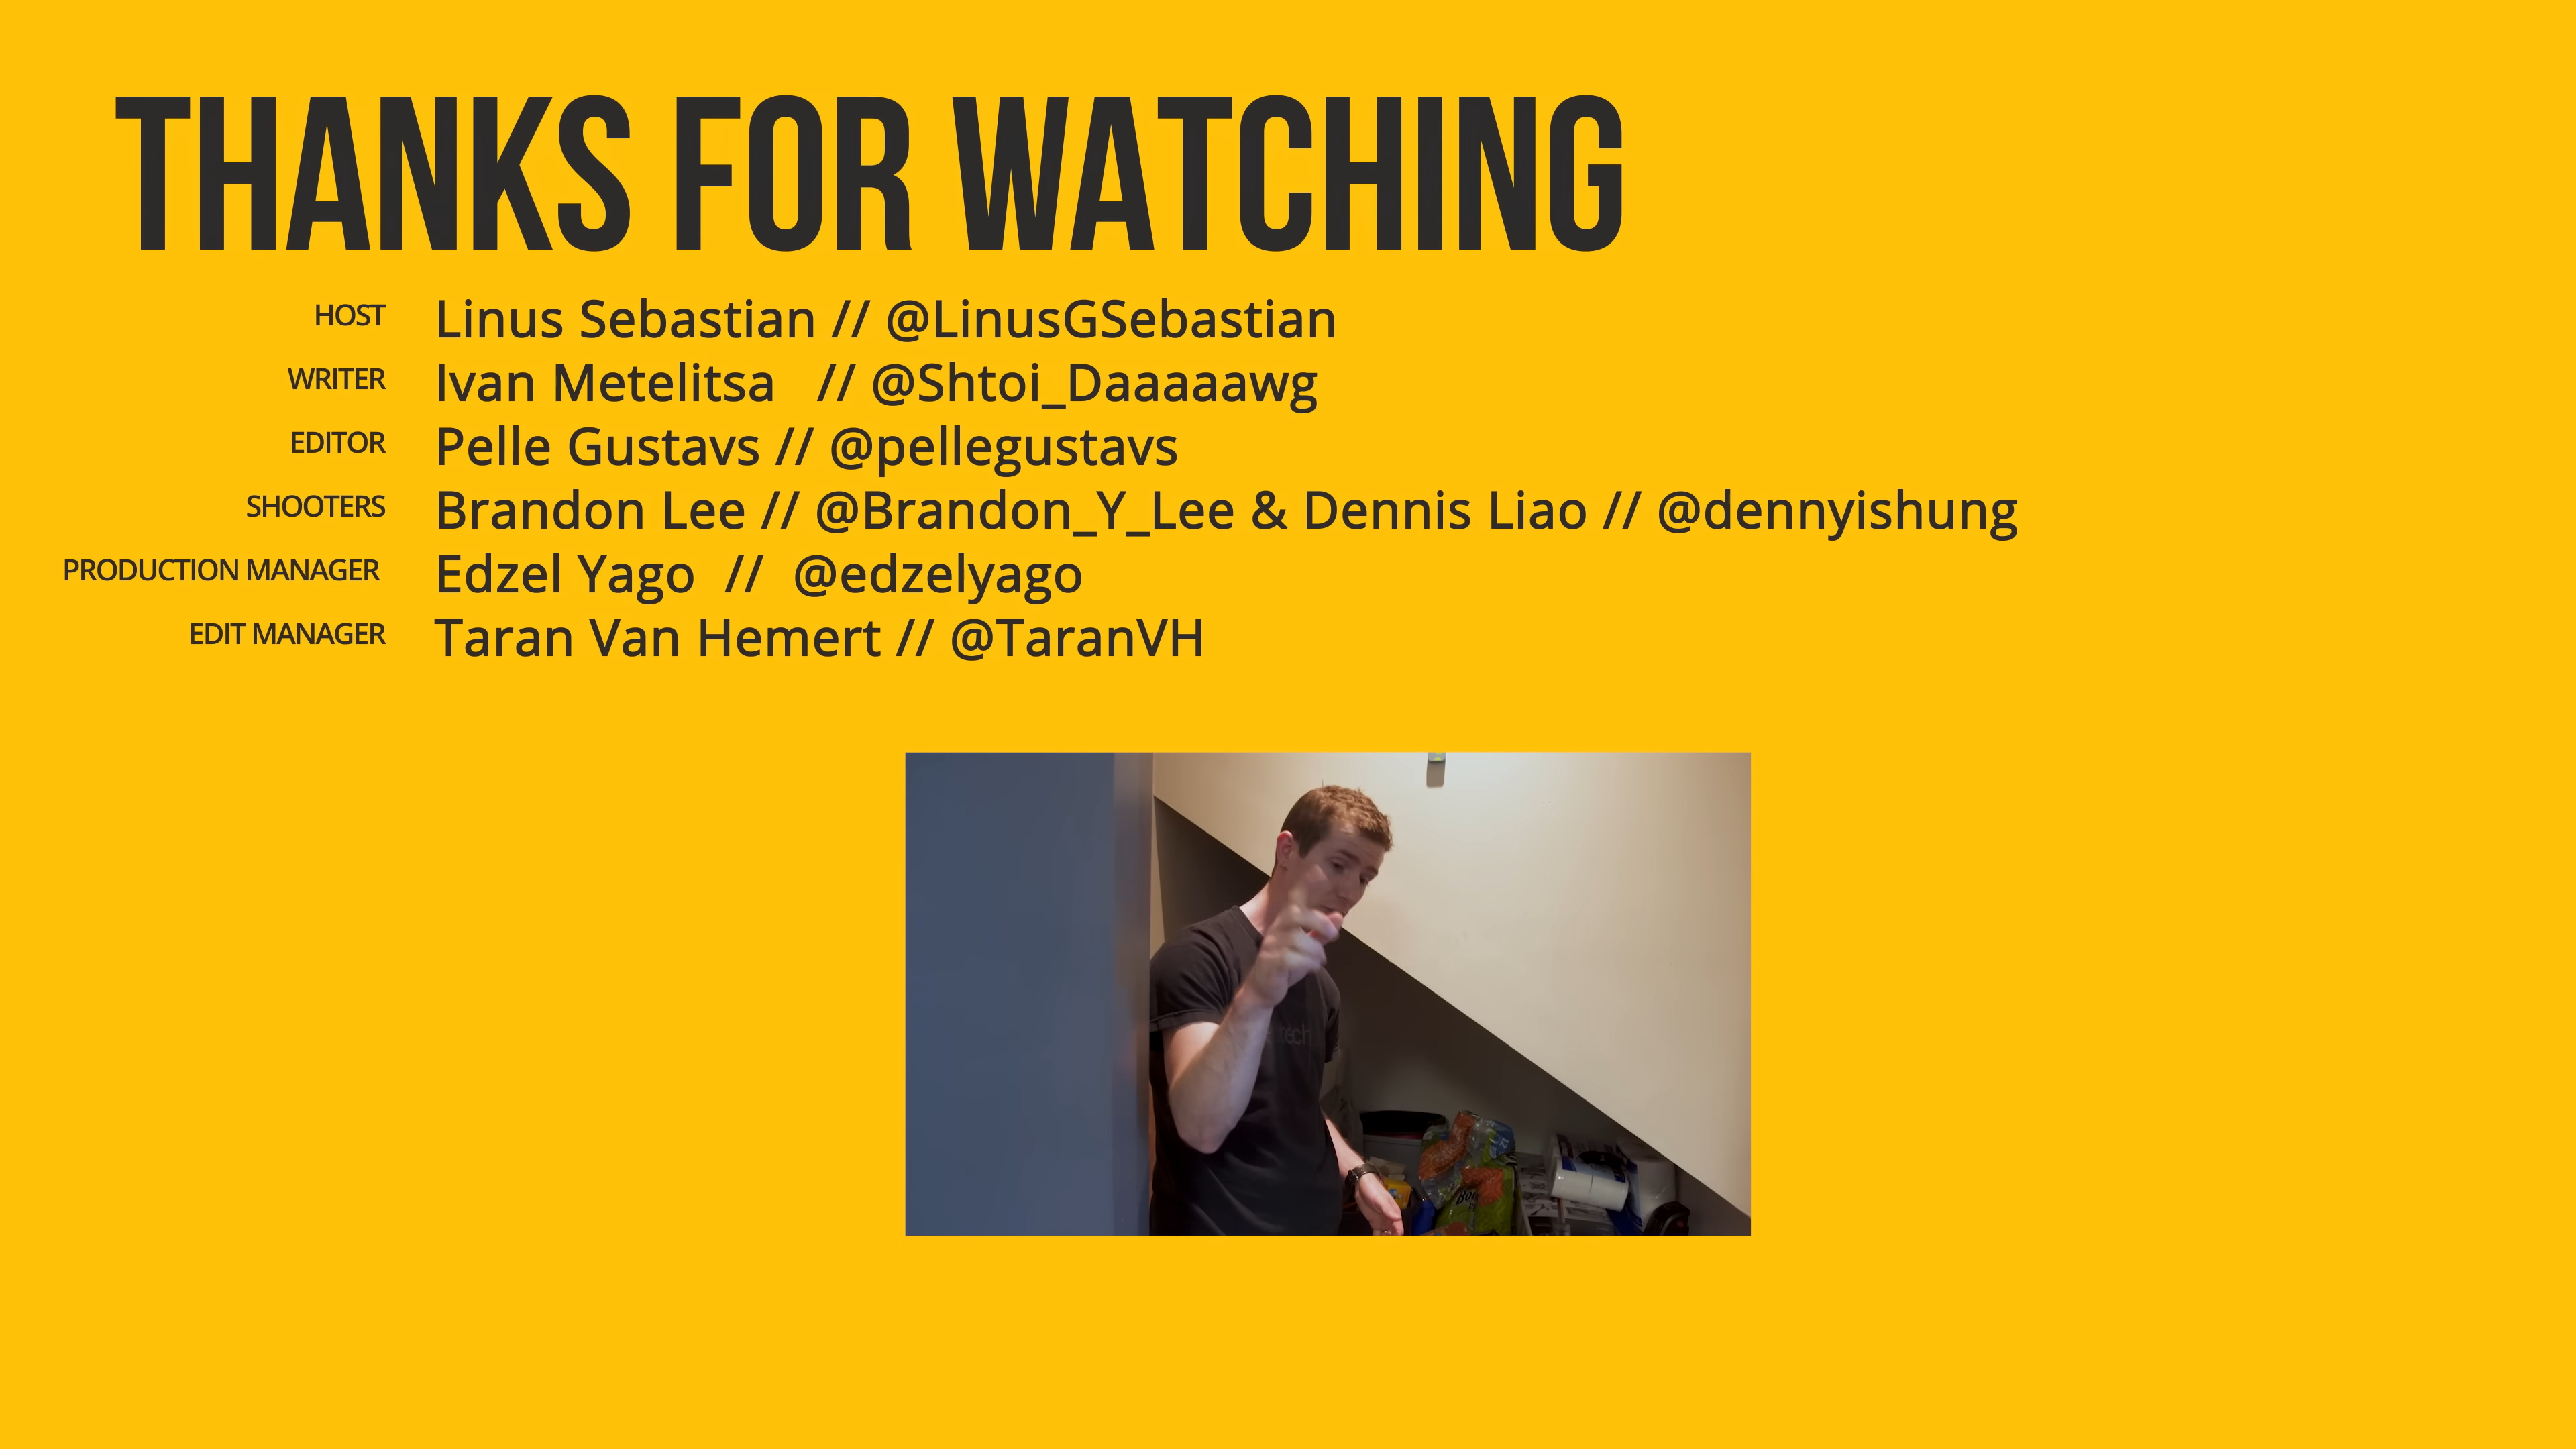 THANKS FOR WATCHING
HOST Linus Sebastian // @LinusGSebastian
WRITER Ivan Metelitsa // @Shtoi_Daaaaawg
EDITOR Pelle Gustavs // @pellegustavs
SHOOTERS Brandon Lee // @Brandon_Y_Lee & Dennis Liao // @dennyishung
PRODUCTION MANAGER Edzel Yago // @edzelyago
EDIT MANAGER Taran Van Hemert // @TaranVH
tech